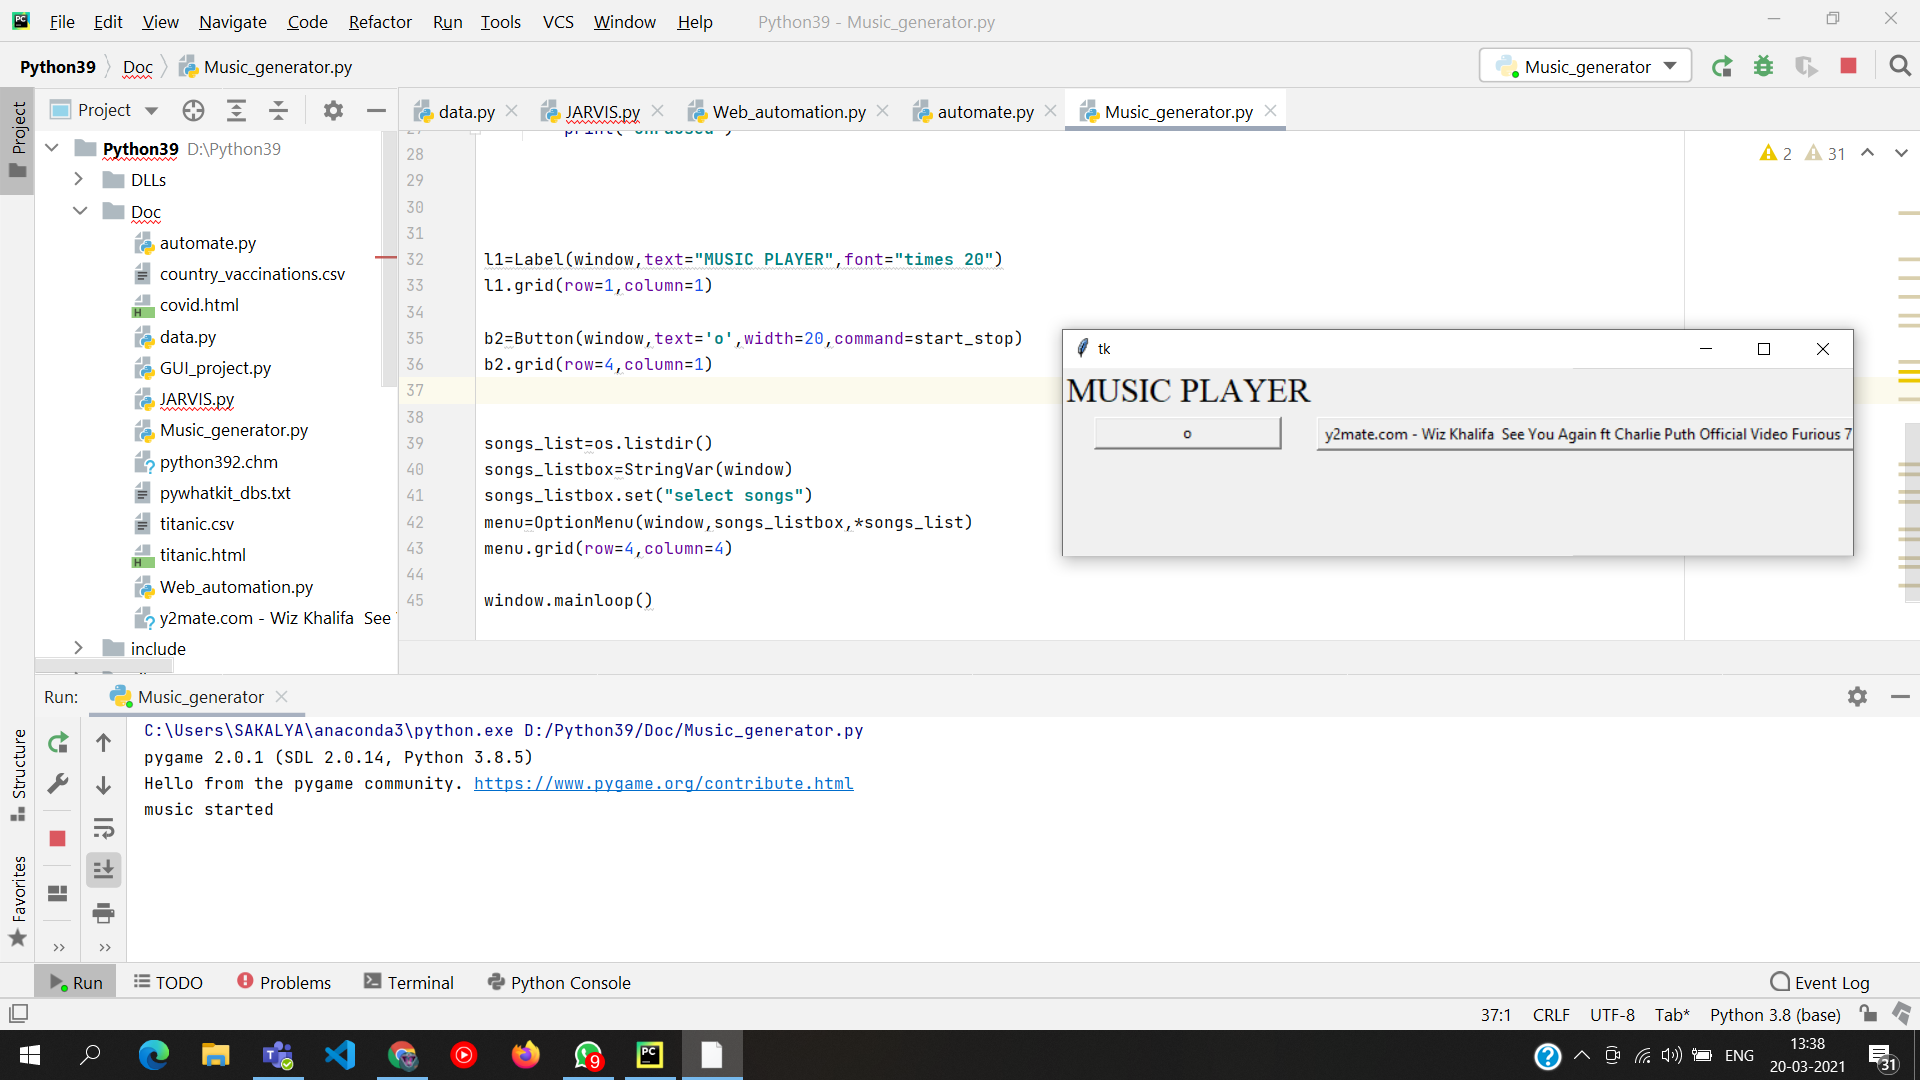 File Edit View Navigate Code Refactor Run Tools VCS Window Help Python39 - Music_generator.py
Python39 Doc Music_generator.py Music_generator
Project
Project
data.py JARVIS.py Web_automation.py automate.py Music_generator.py
Python39 D:\Python39
DLLs
Doc
automate.py
country_vaccinations.csv
covid.html
data.py
GUI_project.py
JARVIS.py
Music_generator.py
python392.chm
pywhatkit_dbs.txt
titanic.csv
titanic.html
Web_automation.py
y2mate.com - Wiz Khalifa See
include
2 31
28
29
30
31
32 l1=Label(window,text="MUSIC PLAYER",font="times 20")
33 l1.grid(row=1,column=1)
34
35 b2=Button(window,text='o',width=20,command=start_stop)
36 b2.grid(row=4,column=1)
37
38
39 songs_list=os.listdir()
40 songs_listbox=StringVar(window)
41 songs_listbox.set("select songs")
42 menu=OptionMenu(window,songs_listbox,*songs_list)
43 menu.grid(row=4,column=4)
44
45 window.mainloop()
tk
MUSIC PLAYER
o y2mate.com - Wiz Khalifa See You Again ft Charlie Puth Official Video Furious 7
Run: Music_generator
C:\Users\SAKALYA\anaconda3\python.exe D:/Python39/Doc/Music_generator.py
pygame 2.0.1 (SDL 2.0.14, Python 3.8.5)
Hello from the pygame community. https://www.pygame.org/contribute.html
music started
Structure
Favorites
Run TODO Problems Terminal Python Console Event Log
37:1 CRLF UTF-8 Tab* Python 3.8 (base)
9 ENG
13:38
20-03-2021
31